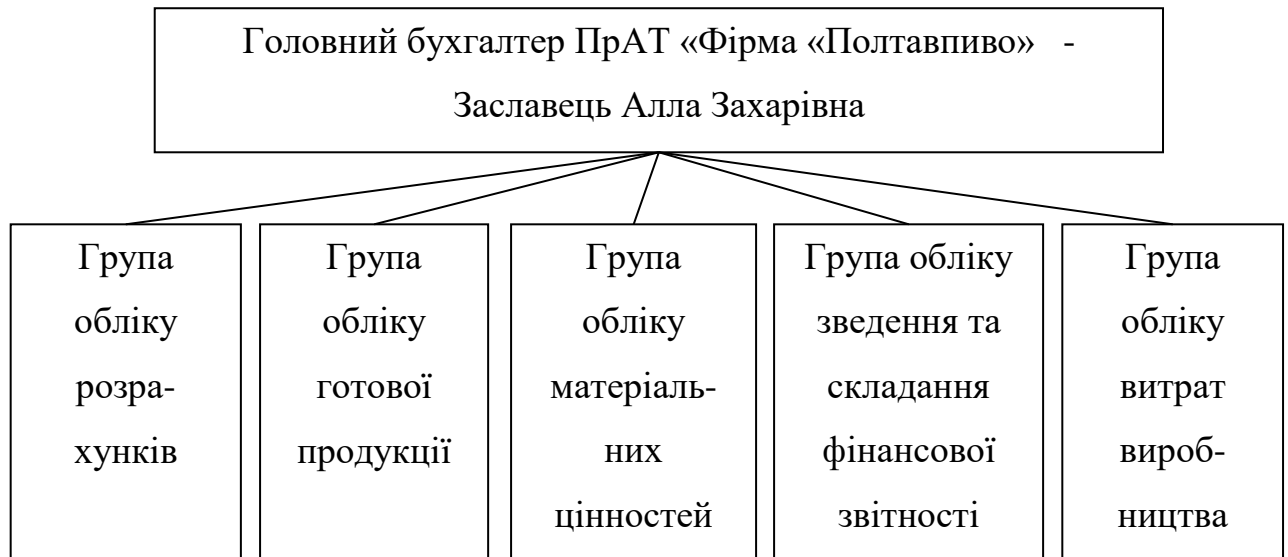 Головний бухгалтер ПрАТ «Фірма «Полтавпиво» -
Заславець Алла Захарівна
Група
обліку
розра-
хунків
Група
обліку
готової
продукції
Група
обліку
матеріаль-
них
цінностей
Група обліку
зведення та
складання
фінансової
звітності
Група
обліку
витрат
вироб-
ництва